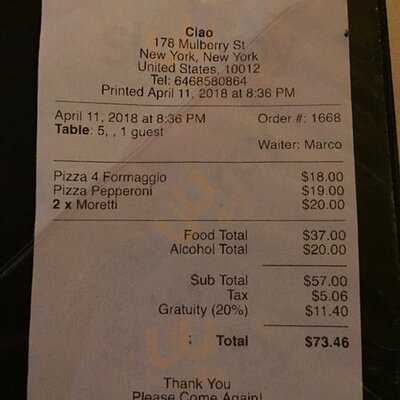 Ciao
178 Mulberry St
New York, New York
United States, 10012
Tel: 6468580864
Printed April 11, 2018 at 8:36 PM
April 11, 2018 at 8:36 PM Order #: 1668
Table: 5, , 1 guest
Waiter: Marco
Pizza 4 Formaggio $18.00
Pizza Pepperoni $19.00
2 x Moretti $20.00
Food Total $37.00
Alcohol Total $20.00
Sub Total $57.00
Tax $5.06
Gratuity (20%) $11.40
Total $73.46
Thank You
Please Come Again!